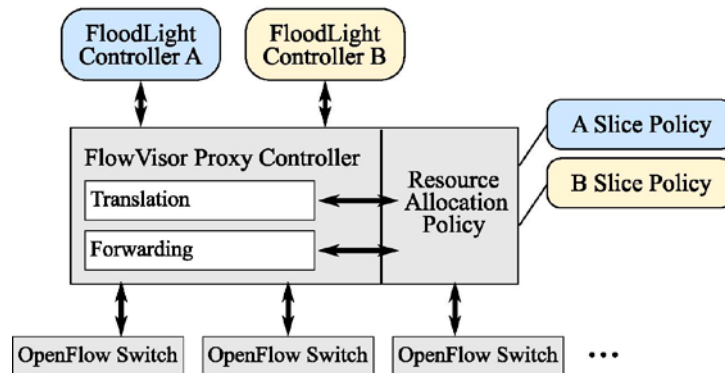 FloodLight
Controller A
FloodLight
Controller B
A Slice Policy
B Slice Policy
FlowVisor Proxy Controller
Translation
Forwarding
Resource
Allocation
Policy
OpenFlow Switch
OpenFlow Switch
OpenFlow Switch
...